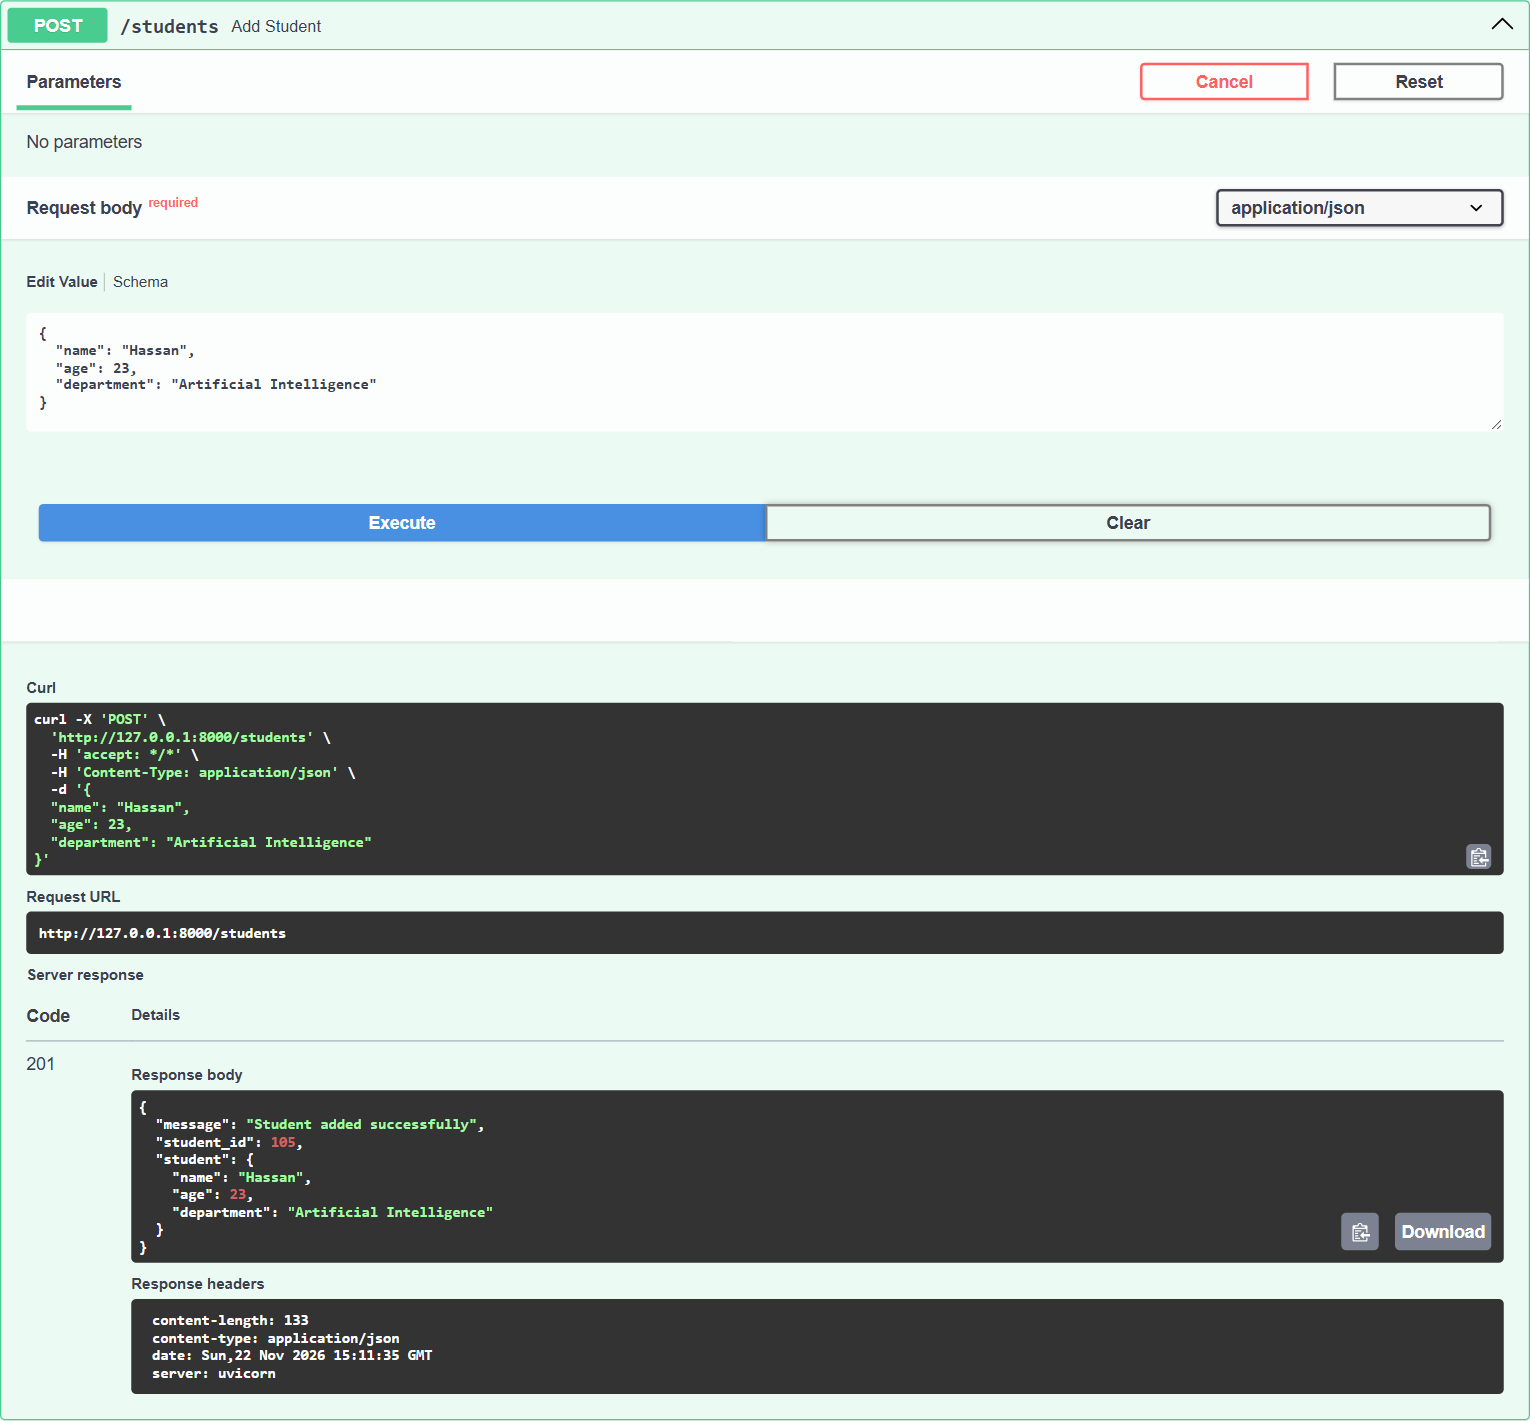 POST /students Add Student
Parameters
Cancel
Reset
No parameters
Request body required
application/json
Edit Value
Schema
{
  "name": "Hassan",
  "age": 23,
  "department": "Artificial Intelligence"
}
Execute
Clear
Curl
curl -X 'POST' \
  'http://127.0.0.1:8000/students' \
  -H 'accept: */*' \
  -H 'Content-Type: application/json' \
  -d '{
  "name": "Hassan",
  "age": 23,
  "department": "Artificial Intelligence"
}'
Request URL
http://127.0.0.1:8000/students
Server response
Code
Details
201
Response body
{
  "message": "Student added successfully",
  "student_id": 105,
  "student": {
    "name": "Hassan",
    "age": 23,
    "department": "Artificial Intelligence"
  }
}
Download
Response headers
content-length: 133
content-type: application/json
date: Sun,22 Nov 2026 15:11:35 GMT
server: uvicorn